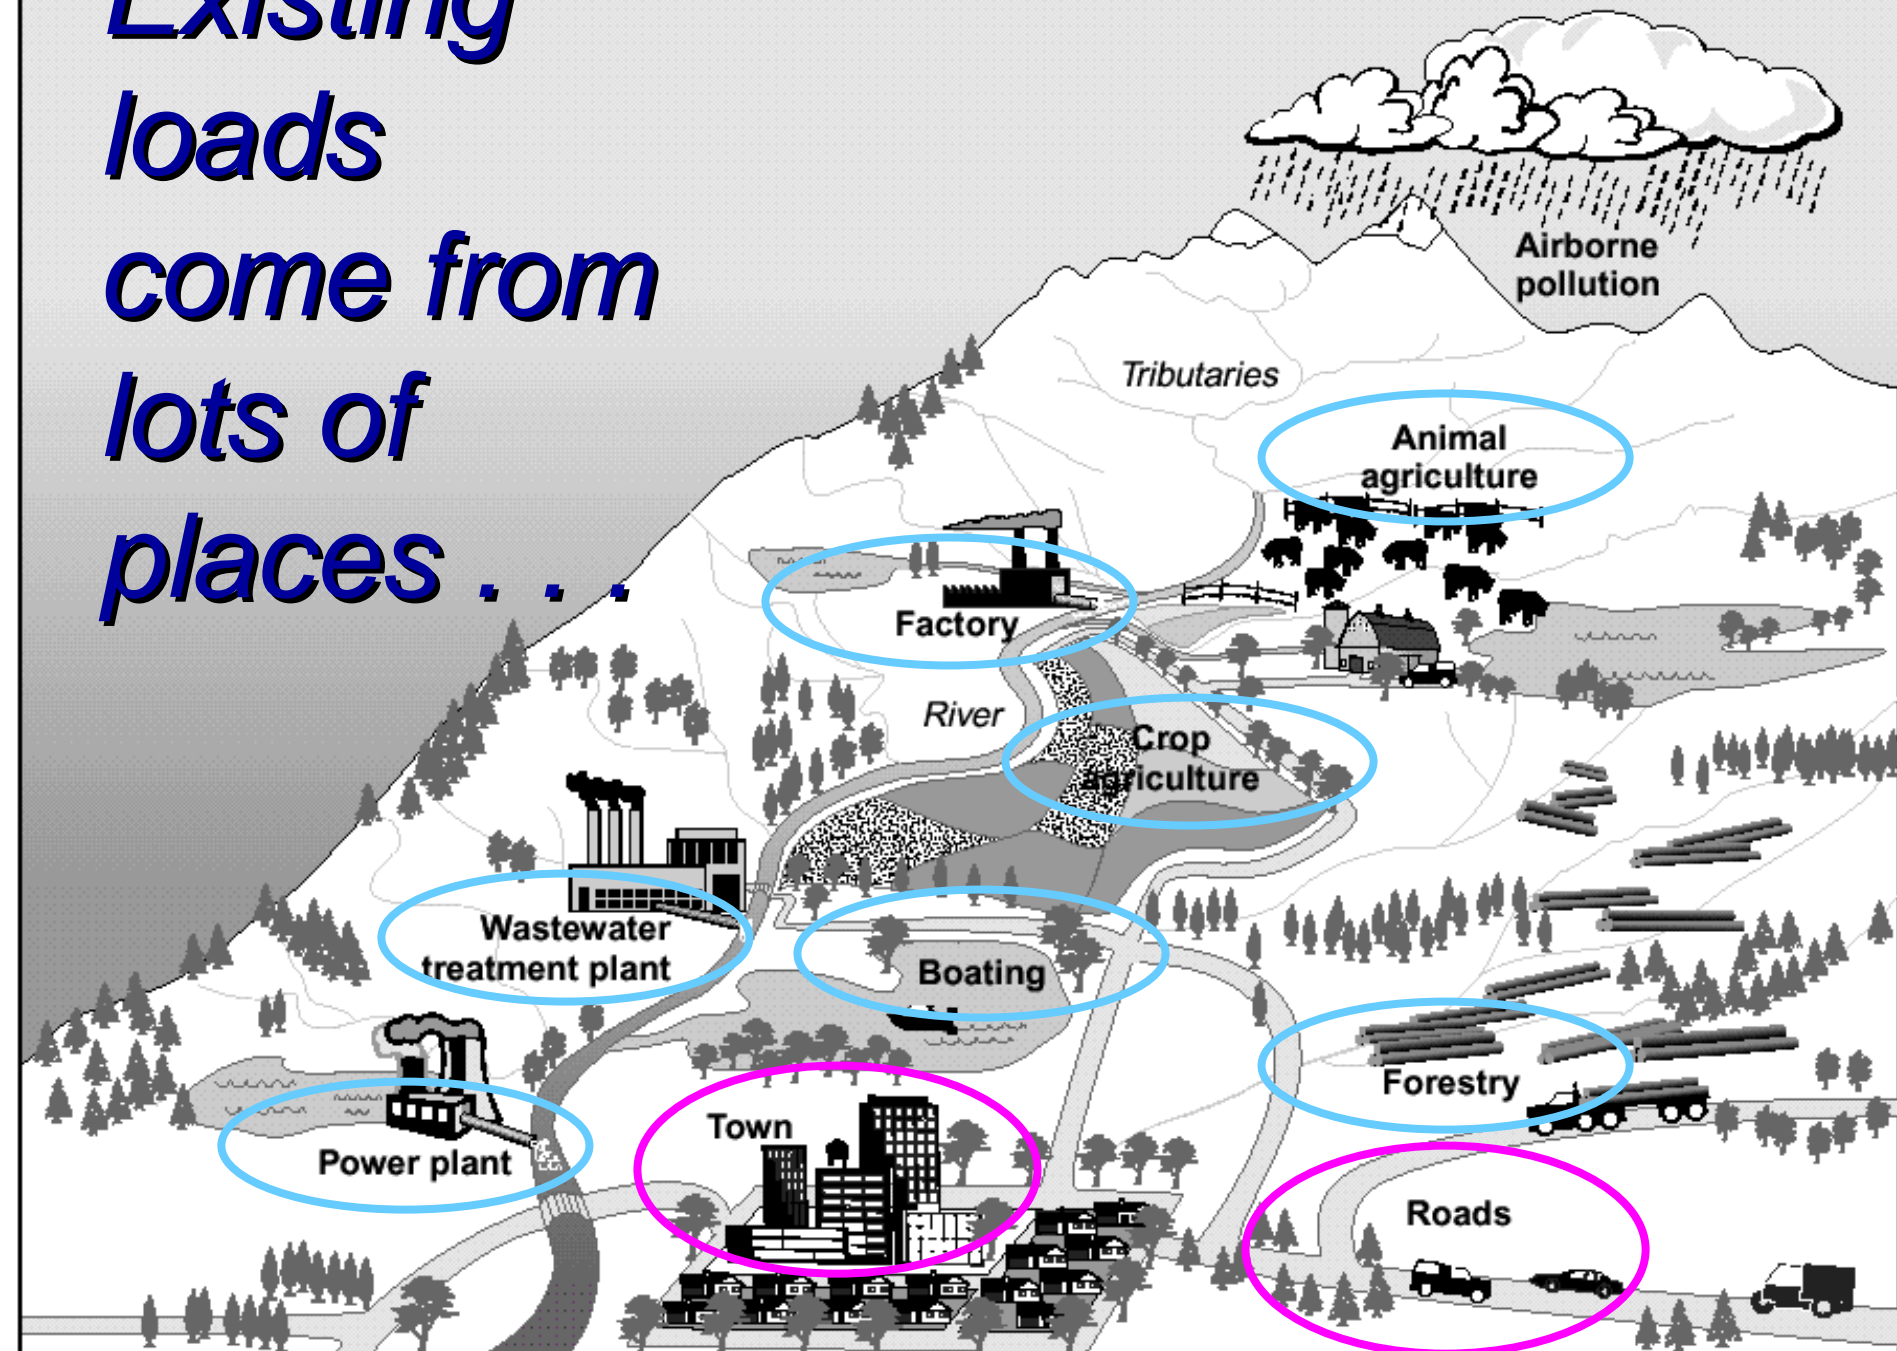 Existing
loads
come from
lots of
places . . .
Airborne
pollution
Tributaries
Animal
agriculture
Factory
River
Crop
agriculture
Wastewater
treatment plant
Boating
Forestry
Power plant
Town
Roads